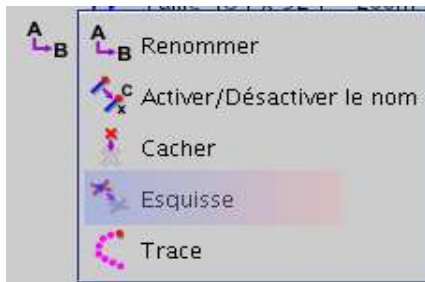 A
B
A
B Renommer
C
x Activer/Désactiver le nom
Cacher
Esquisse
Trace